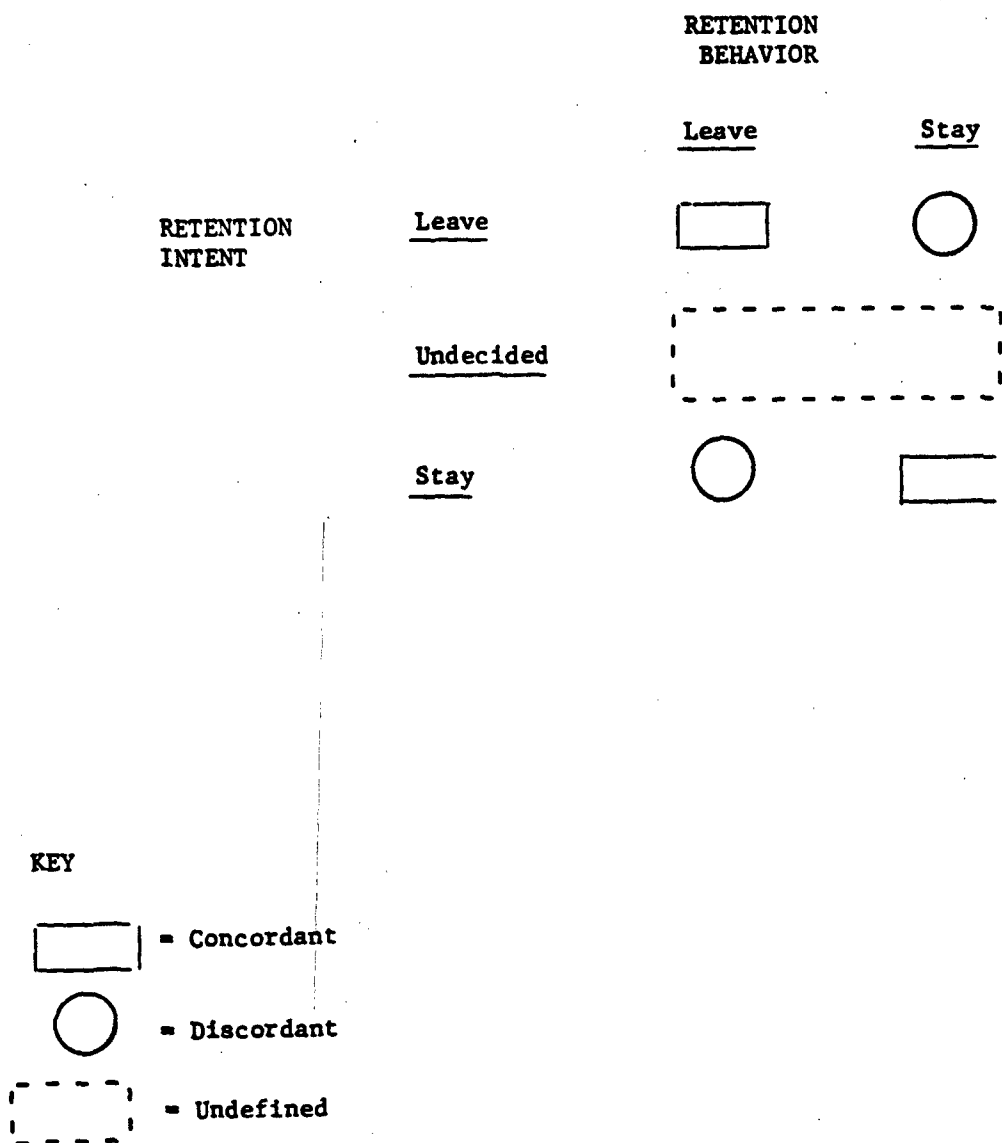 RETENTION
BEHAVIOR
Leave Stay
RETENTION
INTENT
Leave
Undecided
Stay
KEY
= Concordant
= Discordant
= Undefined